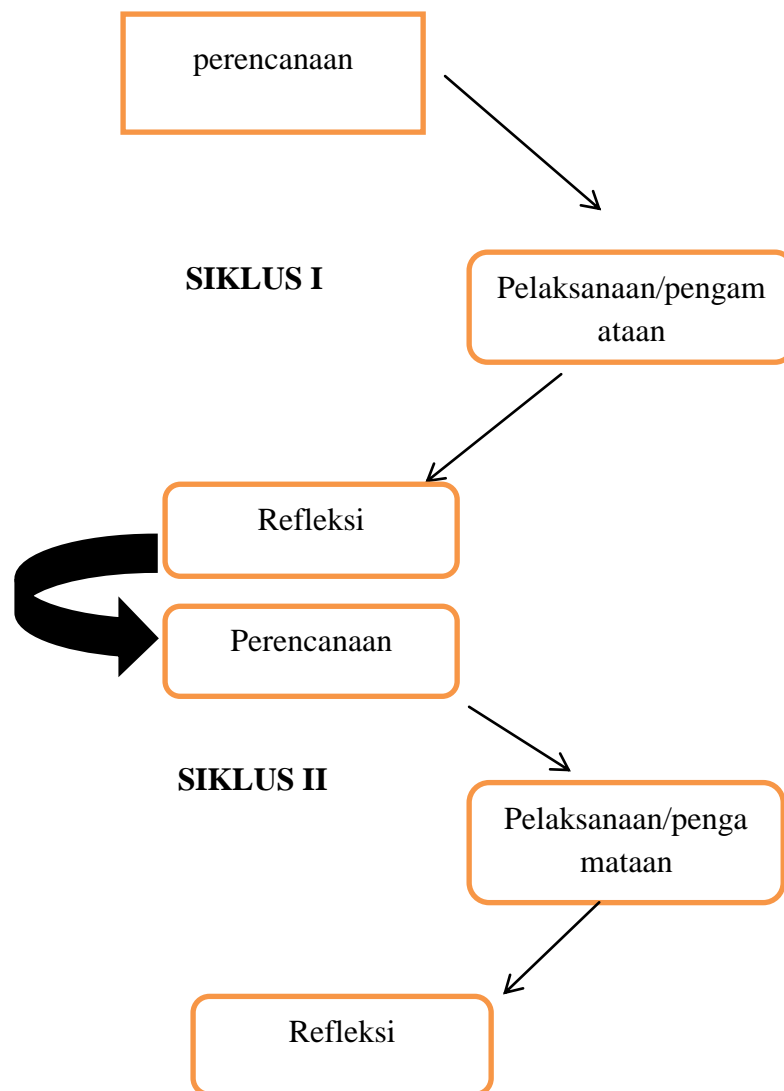 perencanaan
SIKLUS I
Pelaksanaan/pengam
ataan
Refleksi
Perencanaan
SIKLUS II
Pelaksanaan/penga
mataan
Refleksi